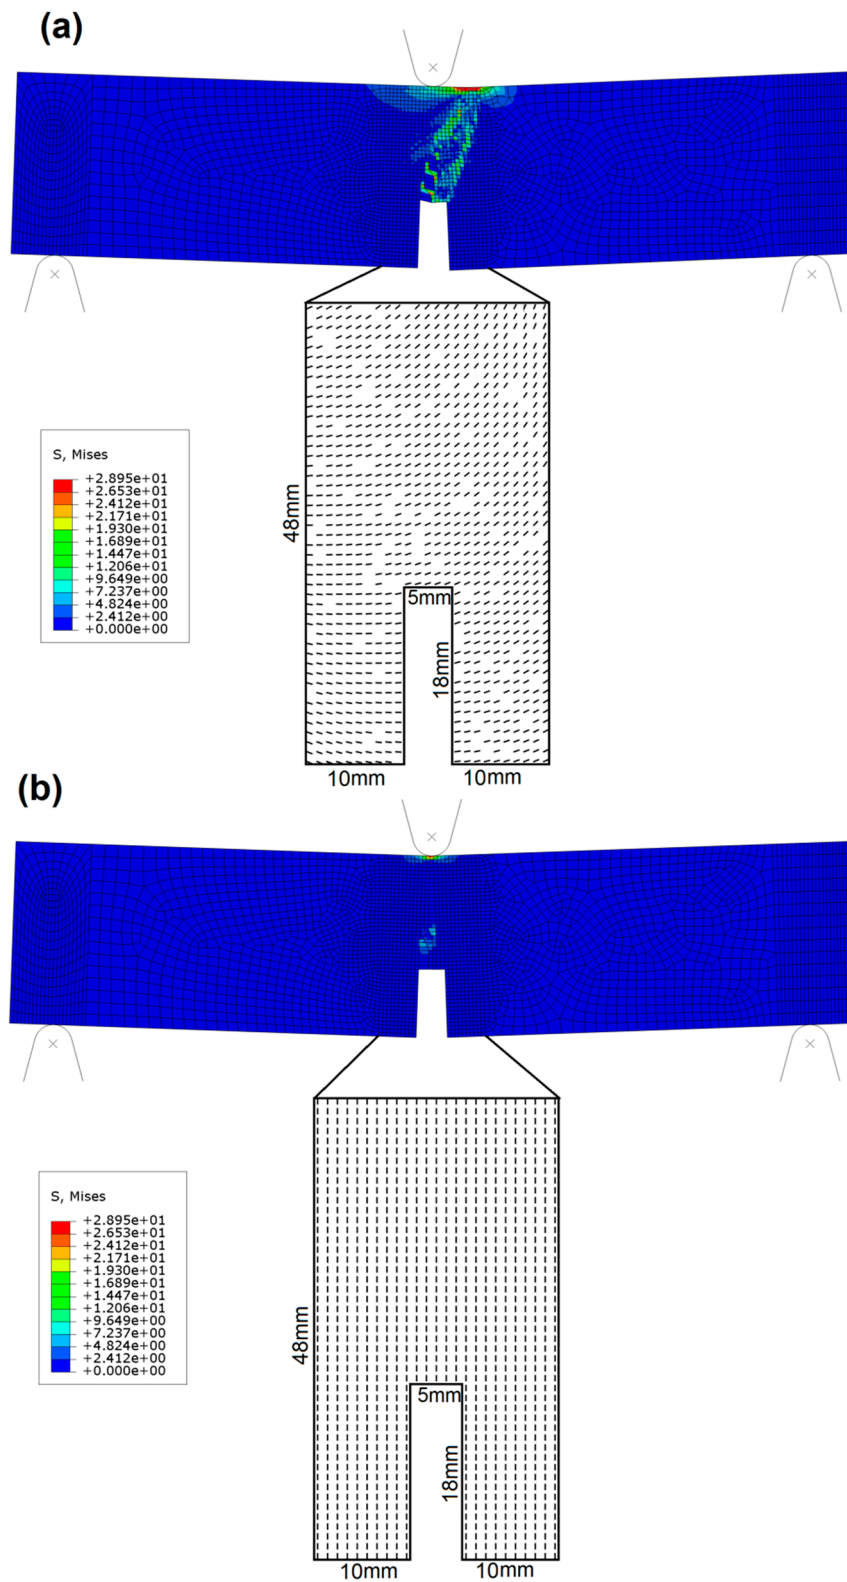 (a)
S, Mises
+2.895e+01
+2.653e+01
+2.412e+01
+2.171e+01
+1.930e+01
+1.689e+01
+1.447e+01
+1.206e+01
+9.649e+00
+7.237e+00
+4.824e+00
+2.412e+00
+0.000e+00
48mm
5mm
18mm
10mm
10mm
(b)
S, Mises
+2.895e+01
+2.653e+01
+2.412e+01
+2.171e+01
+1.930e+01
+1.689e+01
+1.447e+01
+1.206e+01
+9.649e+00
+7.237e+00
+4.824e+00
+2.412e+00
+0.000e+00
48mm
5mm
18mm
10mm
10mm